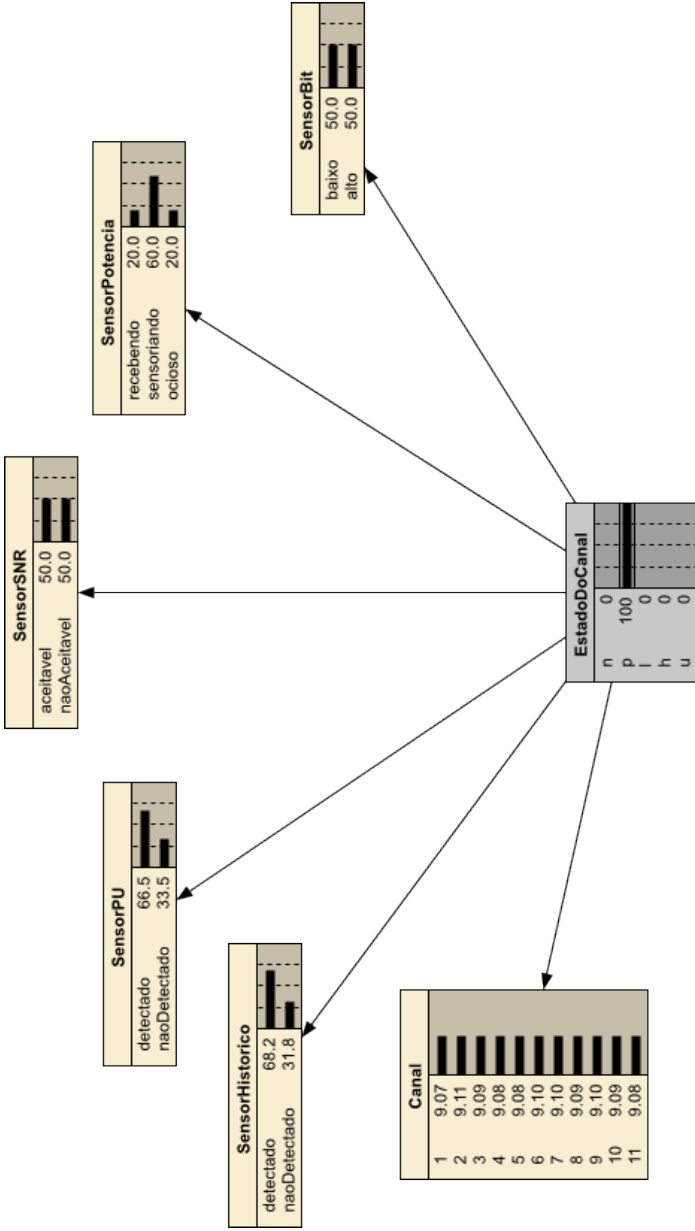 SensorHistorico
detectado 68.2
naoDetectado 31.8
SensorPU
detectado 66.5
naoDetectado 33.5
SensorSNR
aceitavel 50.0
naoAceitavel 50.0
SensorPotencia
recebendo 20.0
sensoriando 60.0
ocioso 20.0
SensorBit
baixo 50.0
alto 50.0
Canal
1 9.07
2 9.11
3 9.09
4 9.08
5 9.08
6 9.10
7 9.10
8 9.09
9 9.10
10 9.09
11 9.08
EstadoDoCanal
n 0
p 100
l 0
h 0
u 0